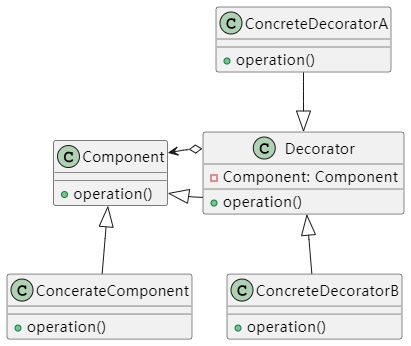 C ConcreteDecoratorA
operation()
C Component
operation()
C Decorator
Component: Component
operation()
C ConcerateComponent
operation()
C ConcreteDecoratorB
operation()